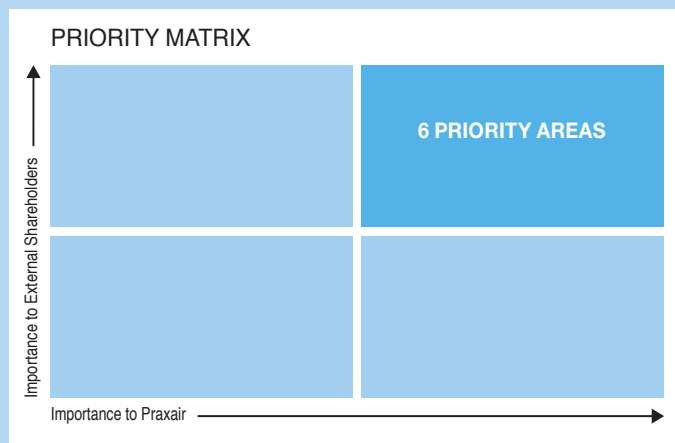 PRIORITY MATRIX
6 PRIORITY AREAS
Importance to External Shareholders
Importance to Praxair